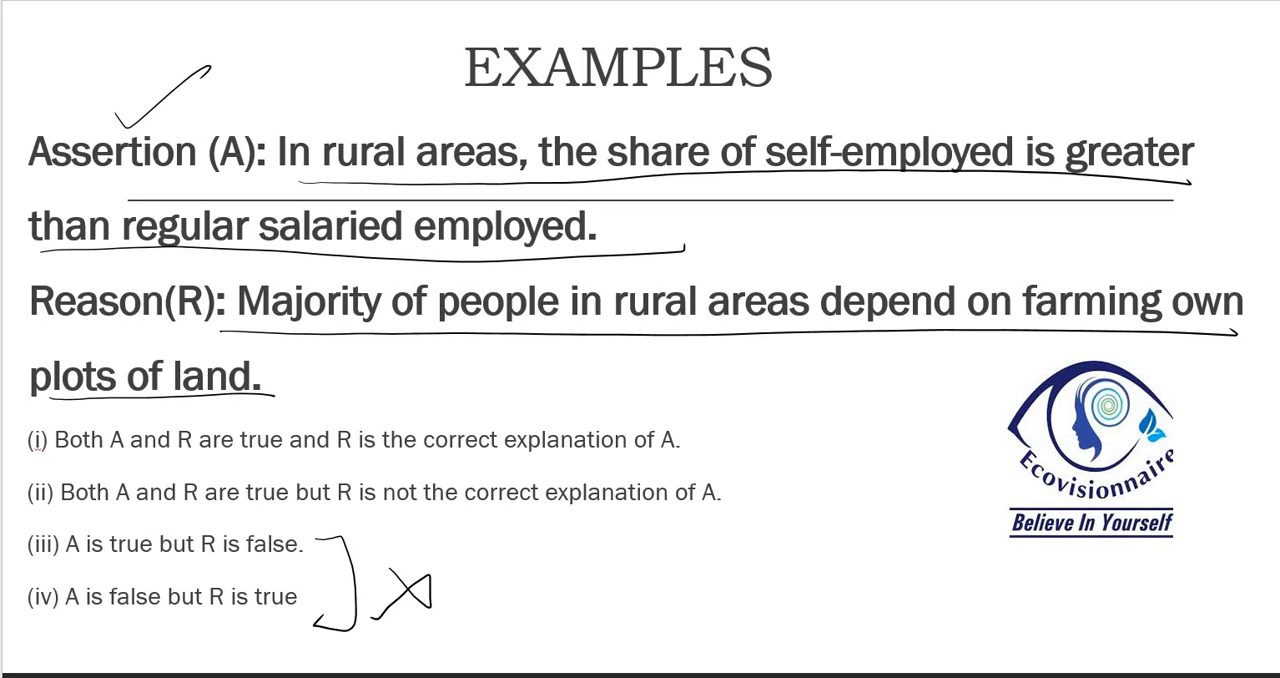 EXAMPLES
Assertion (A): In rural areas, the share of self-employed is greater
than regular salaried employed.
Reason(R): Majority of people in rural areas depend on farming own
plots of land.
(i) Both A and R are true and R is the correct explanation of A.
(ii) Both A and R are true but R is not the correct explanation of A.
(iii) A is true but R is false.
(iv) A is false but R is true
Ecovisionnaire
Believe In Yourself